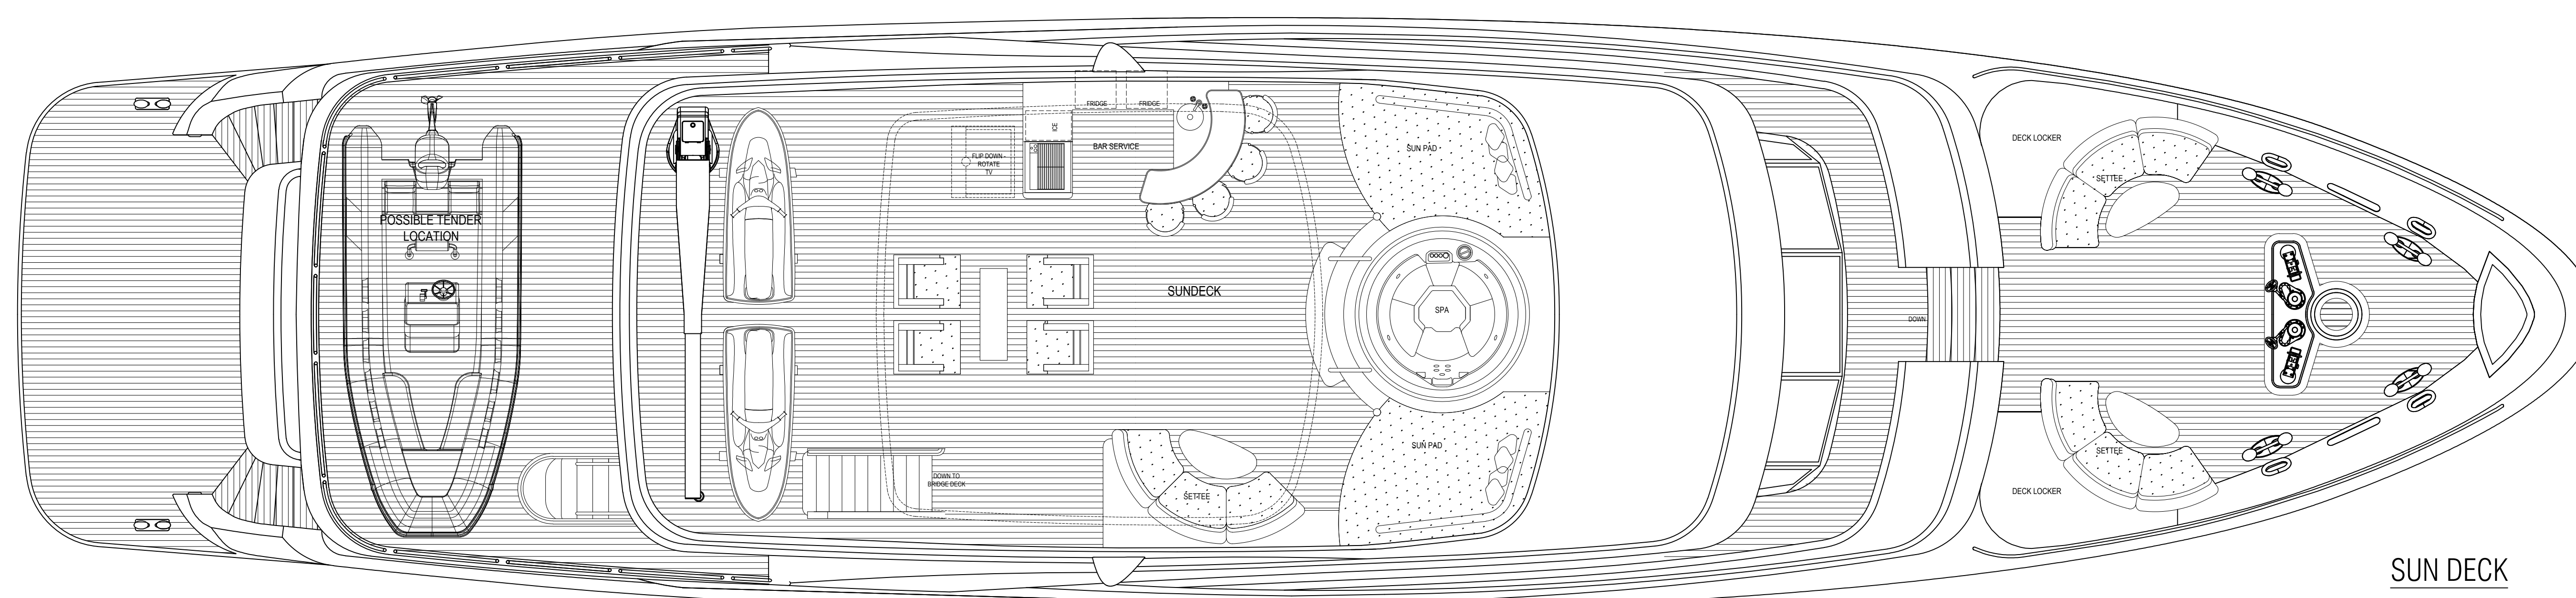 POSSIBLE TENDER
LOCATION
FLIP DOWN -
ROTATE
TV
FRIDGE
FRIDGE
ICE
BAR SERVICE
SUN PAD
SUNDECK
SPA
DOWN TO
BRIDGE DECK
SETTEE
SUN PAD
DOWN
DECK LOCKER
SETTEE
SETTEE
DECK LOCKER
SUN DECK